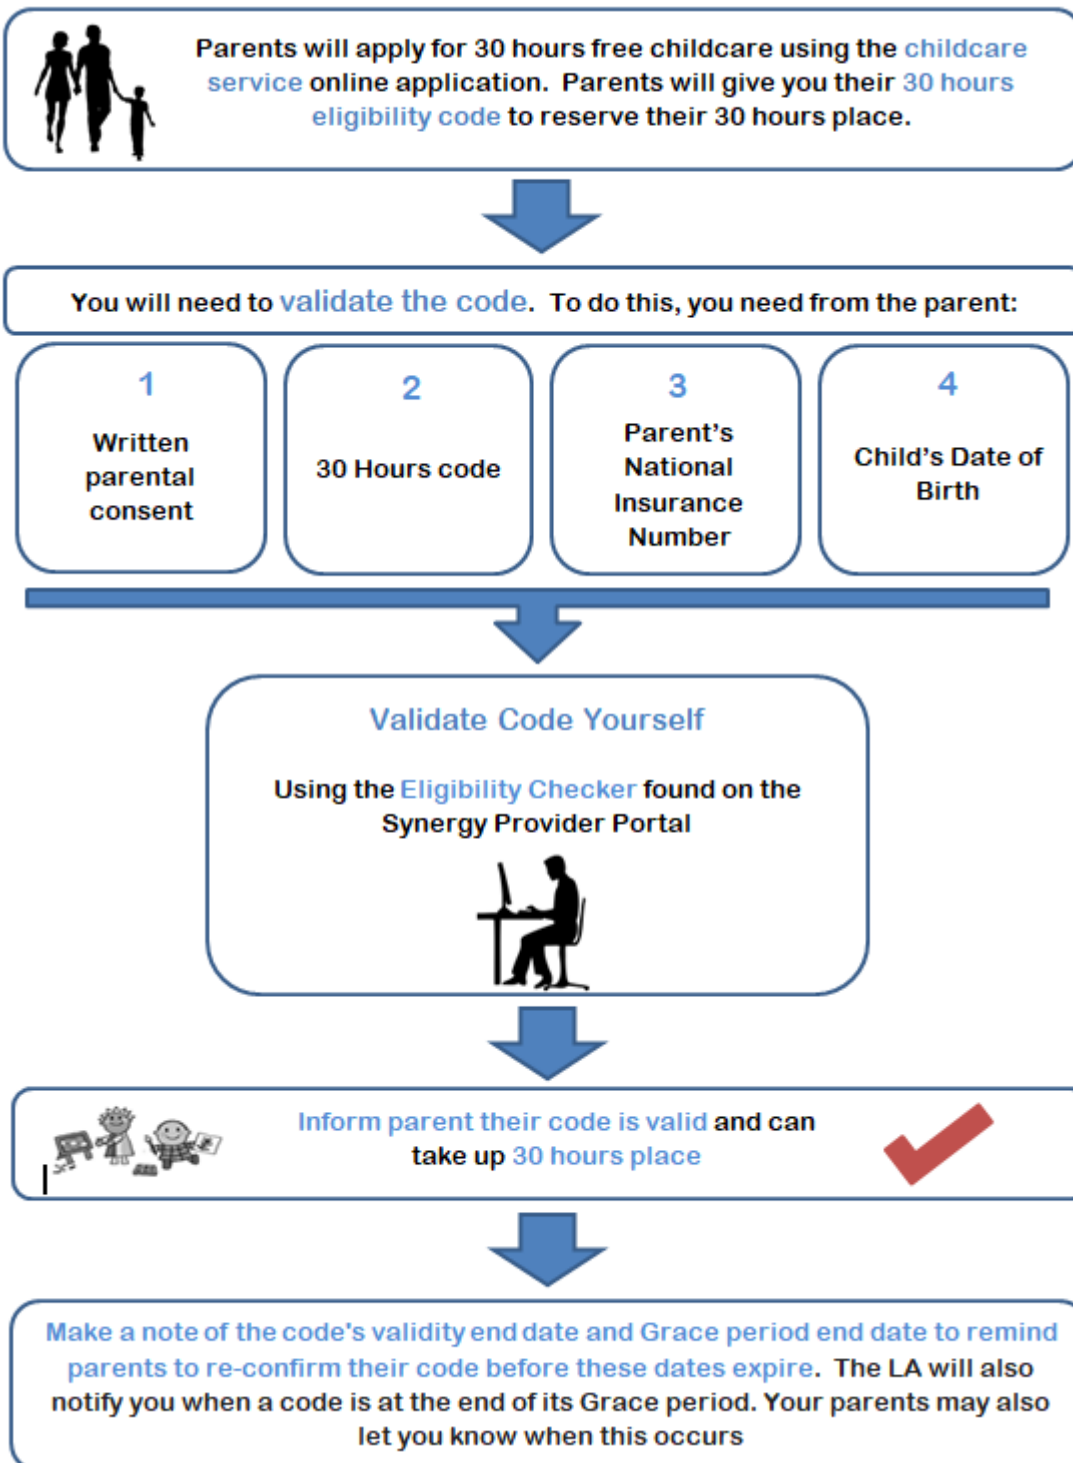 Parents will apply for 30 hours free childcare using the childcare
service online application.  Parents will give you their 30 hours
eligibility code to reserve their 30 hours place.
You will need to validate the code.  To do this, you need from the parent:
1
Written
parental
consent
2
30 Hours code
3
Parent's
National
Insurance
Number
4
Child's Date of
Birth
Validate Code Yourself
Using the Eligibility Checker found on the
Synergy Provider Portal
Inform parent their code is valid and can
take up 30 hours place
Make a note of the code's validity end date and Grace period end date to remind
parents to re-confirm their code before these dates expire.  The LA will also
notify you when a code is at the end of its Grace period. Your parents may also
let you know when this occurs